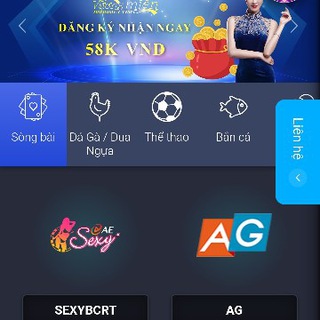 ĐĂNG KÝ NHẬN NGAY
58K VND
Sòng bài
Đá Gà / Đua
Ngựa
Thể thao
Bắn cá
Liên hệ
AE
Sexy
AG
SEXYBCRT
AG